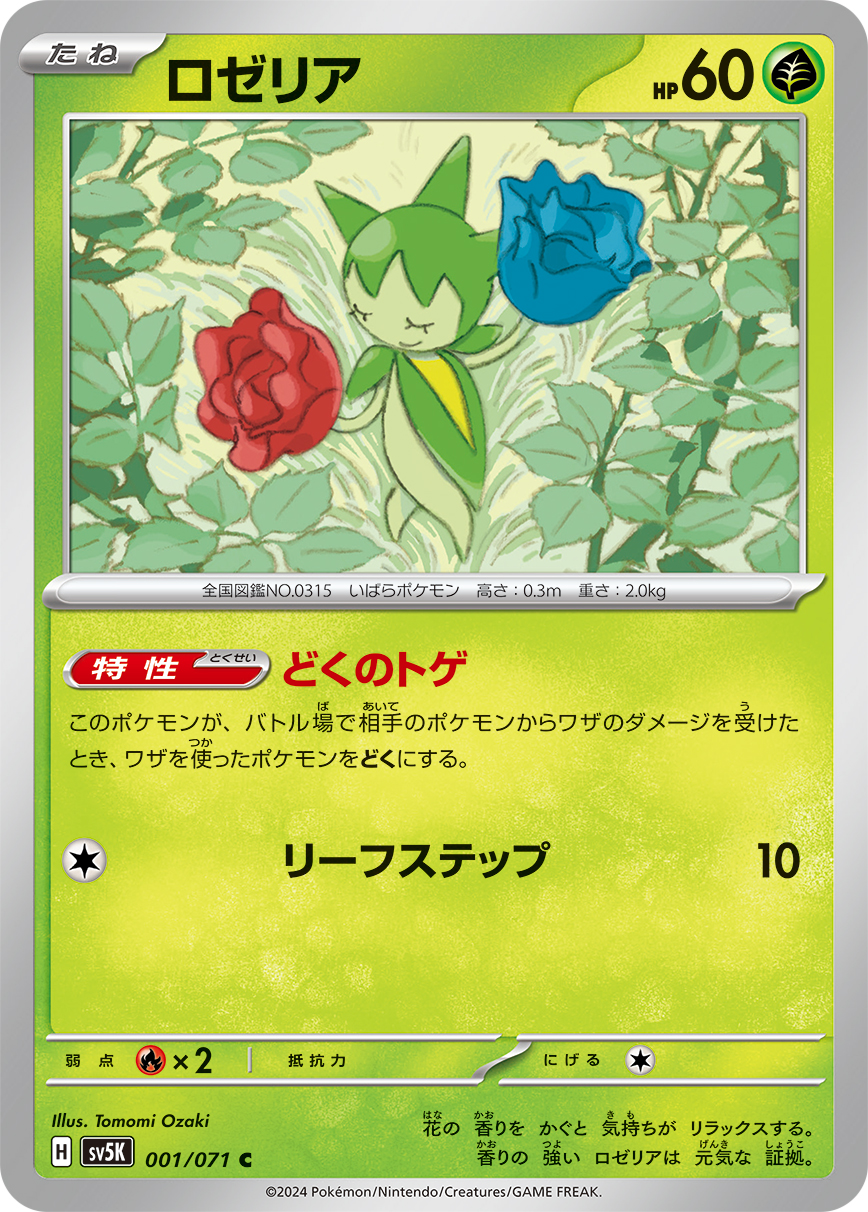 たね
ロゼリア
HP60
全国図鑑NO.0315 いばらポケモン 高さ:0.3m 重さ:2.0kg
特性 とくせい どくのトゲ
このポケモンが、バトル場で相手のポケモンからワザのダメージを受けた
とき、ワザを使ったポケモンをどくにする。
リーフステップ 10
弱点 ×2 抵抗力 にげる
Illus. Tomomi Ozaki
花の 香りを かぐと 気持ちが リラックスする。
H sv5K 001/071 C
香りの 強い ロゼリアは 元気な 証拠。
©2024 Pokémon/Nintendo/Creatures/GAME FREAK.